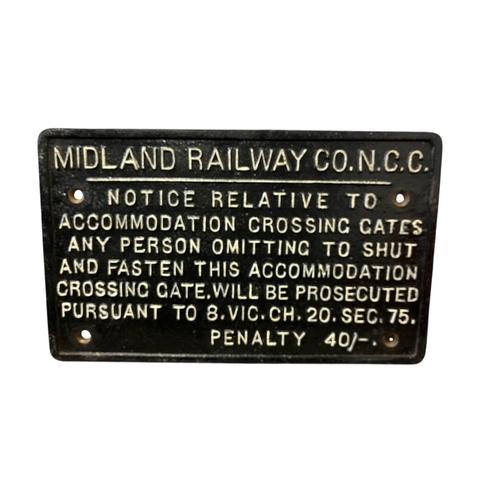 MIDLAND RAILWAY CO. N.C.C.
NOTICE RELATIVE TO
ACCOMMODATION CROSSING GATES
ANY PERSON OMITTING TO SHUT
AND FASTEN THIS ACCOMMODATION
CROSSING GATE, WILL BE PROSECUTED
PURSUANT TO 8. VIC. CH. 20. SEC. 75.
PENALTY 40/-.